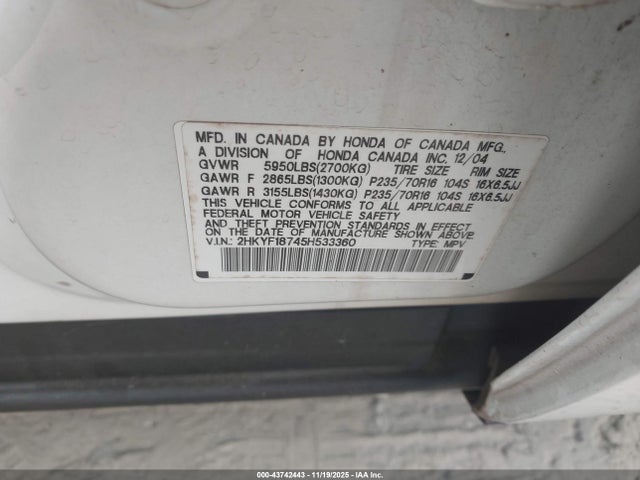 MFD. IN CANADA BY HONDA OF CANADA MFG.,
A DIVISION OF HONDA CANADA INC. 12/04
GVWR 5950LBS(2700KG) TIRE SIZE RIM SIZE
GAWR F 2865LBS(1300KG) P235/70R16 104S 16X6.5JJ
GAWR R 3155LBS(1430KG) P235/70R16 104S 16X6.5JJ
THIS VEHICLE CONFORMS TO ALL APPLICABLE
FEDERAL MOTOR VEHICLE SAFETY
AND THEFT PREVENTION STANDARDS IN EFFECT
ON THE DATE OF MANUFACTURE SHOWN ABOVE.
V.I.N.: 2HKYF18745H533360 TYPE: MPV
000-43742443 - 11/19/2025 - IAA Inc.